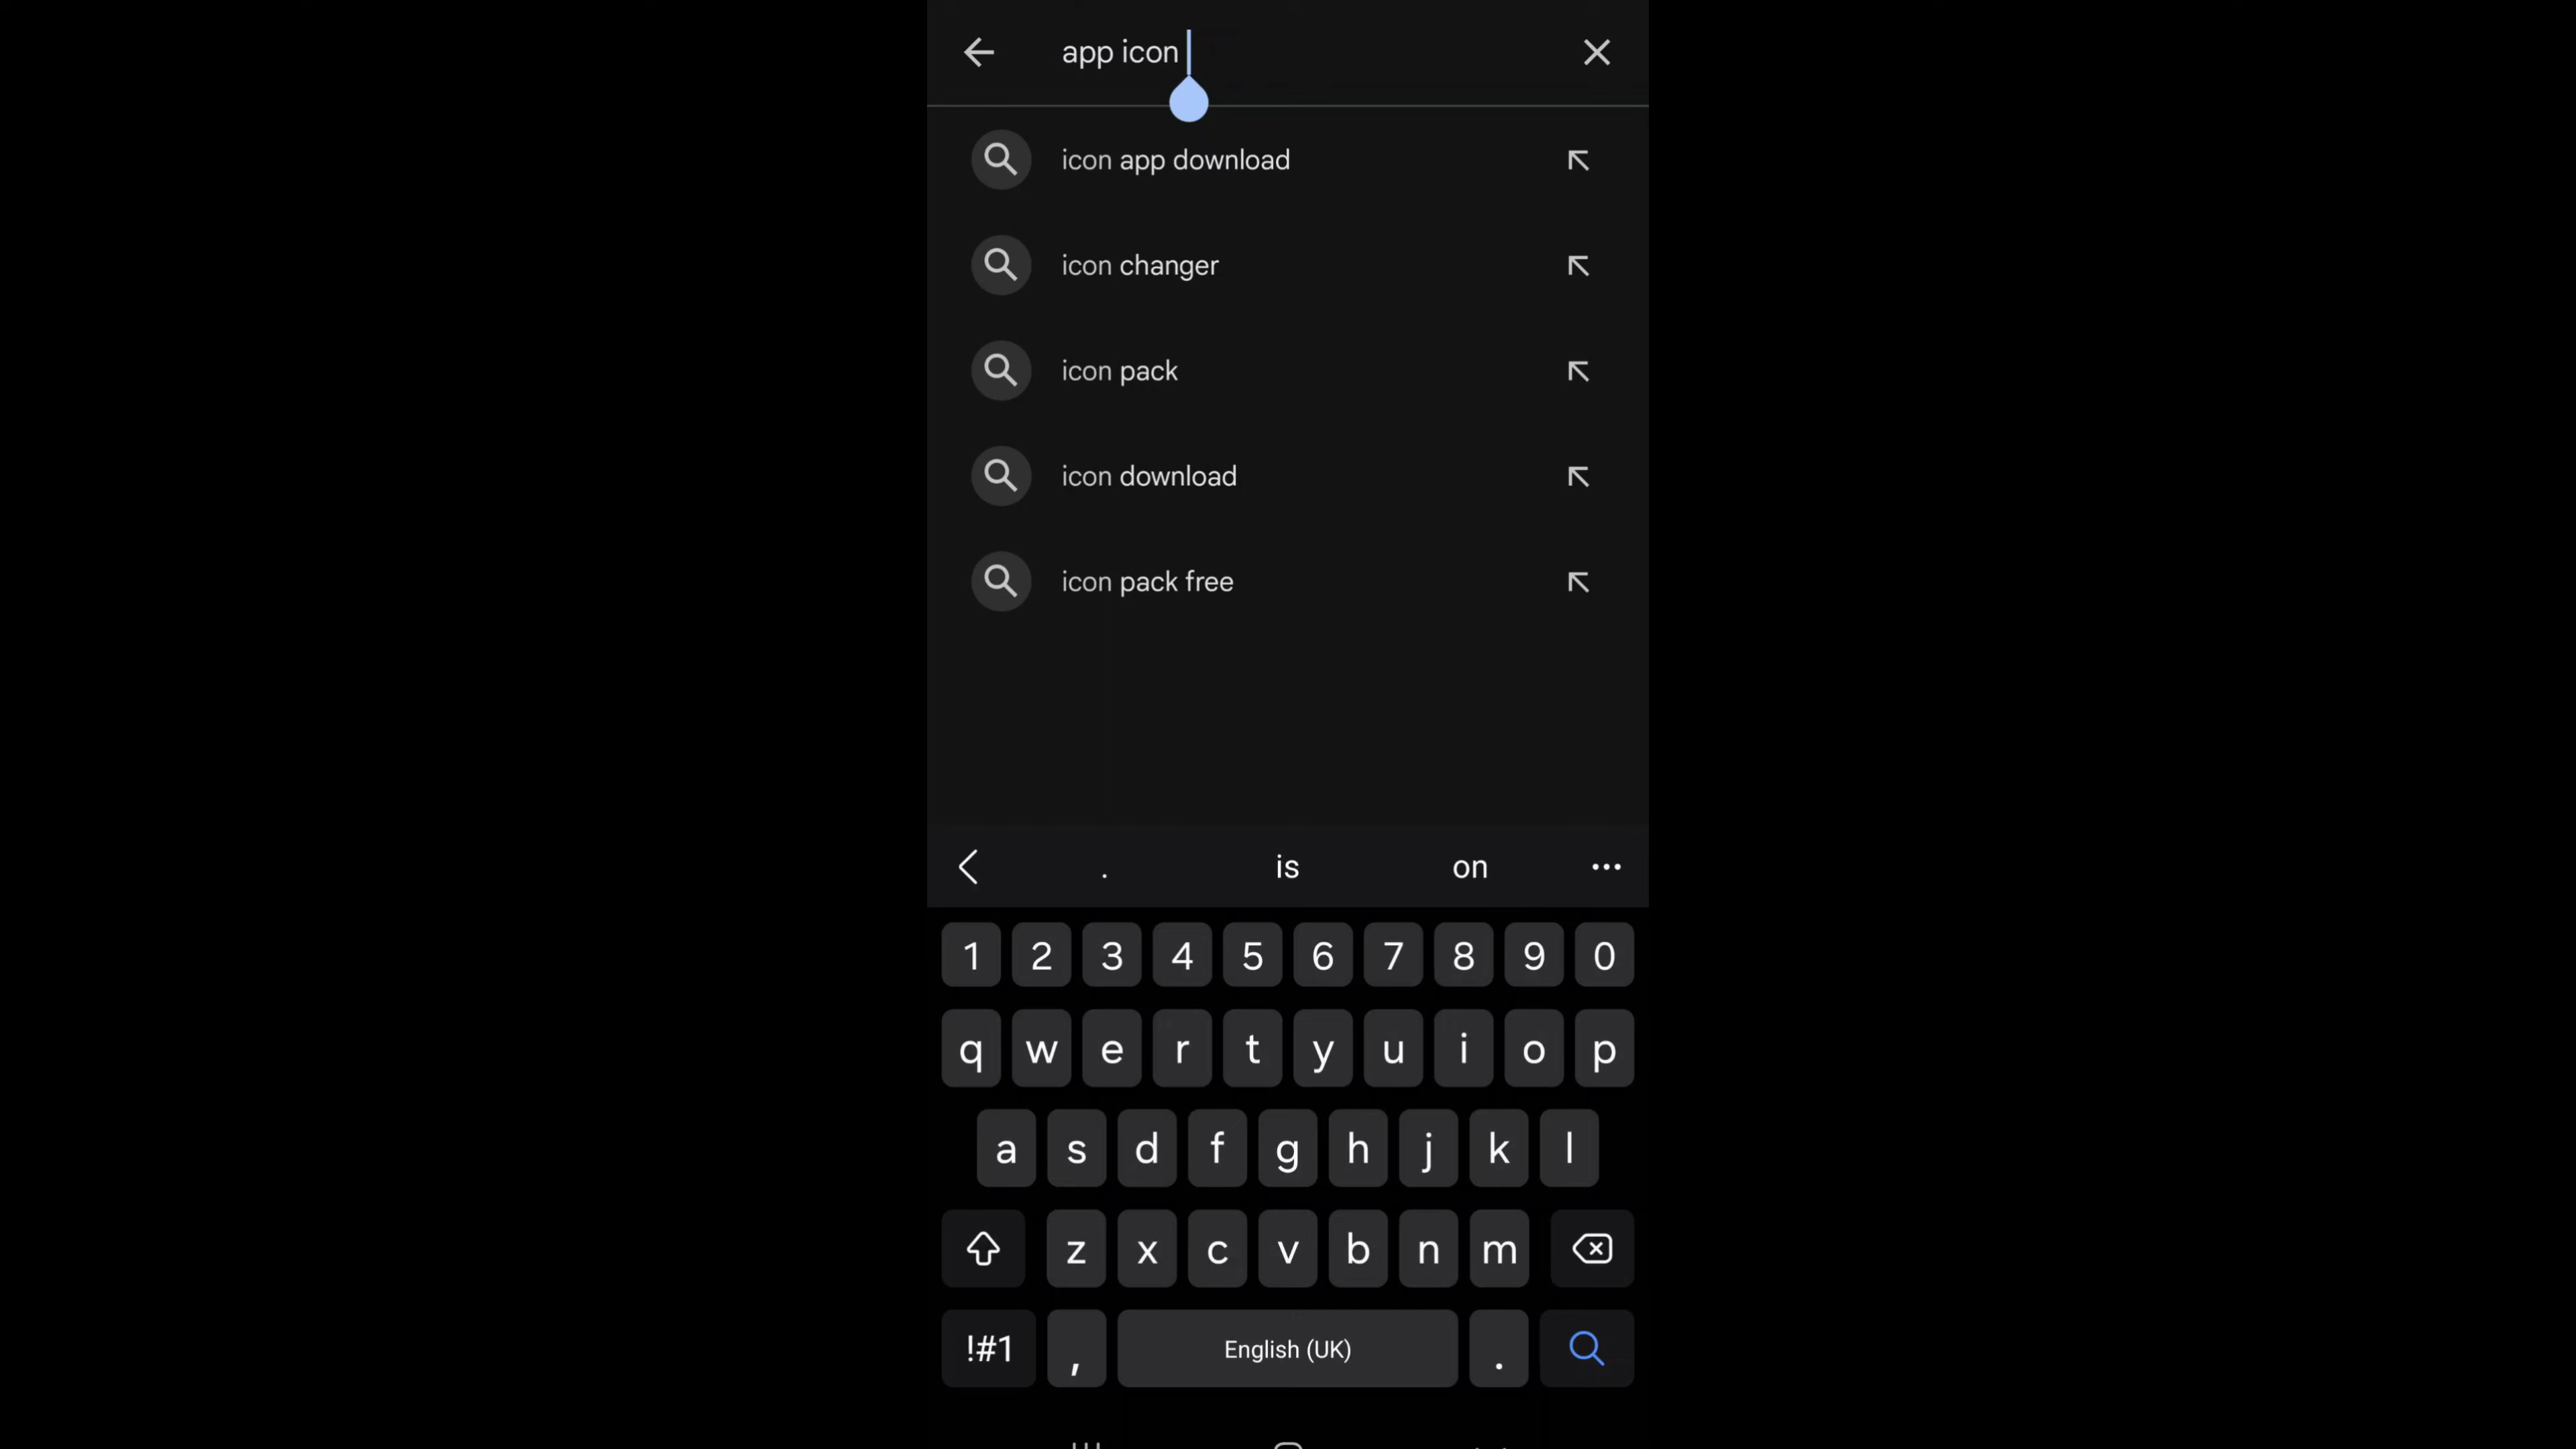 app icon
icon app download
icon changer
icon pack
icon download
icon pack free
. is on
1 2 3 4 5 6 7 8 9 0
q w e r t y u i o p
a s d f g h j k l
z x c v b n m
!#1 , English (UK) .